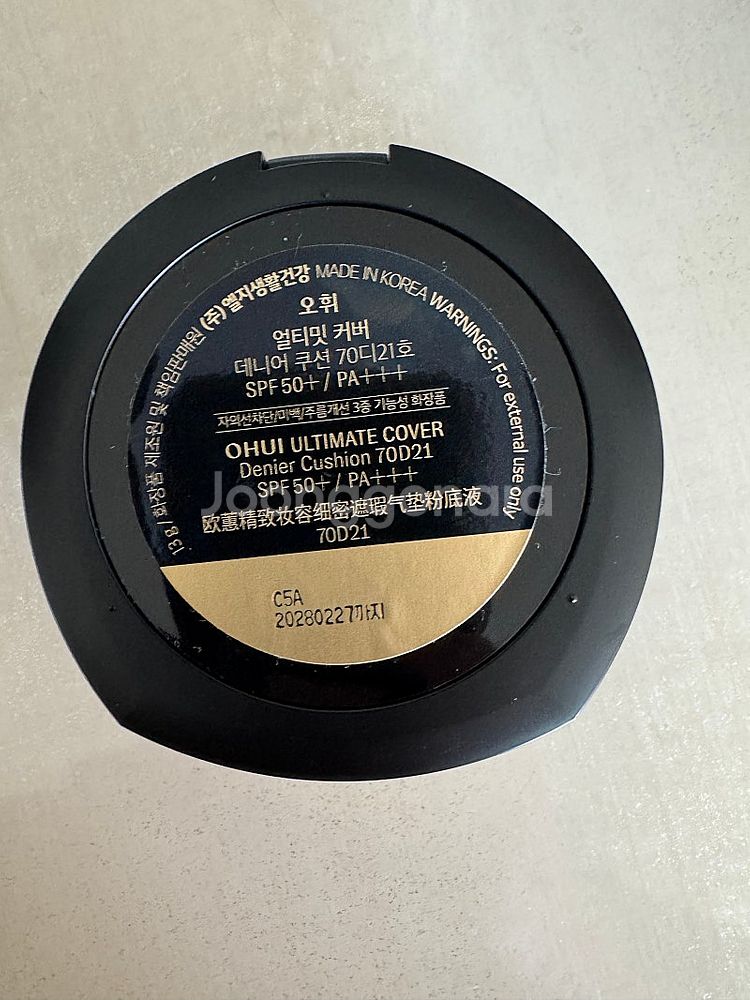 13g / 화장품 제조원 및 책임판매원 (주)엘지생활건강 MADE IN KOREA WARNINGS: For external use only
오휘
얼티밋 커버
데니어 쿠션 70디21호
SPF 50+ / PA+++
자외선차단/미백/주름개선 3중 기능성 화장품
OHUI ULTIMATE COVER
Denier Cushion 70D21
SPF 50+ / PA+++
Joonggonara
欧蕙精致妆容细密遮瑕气垫粉底液
70D21
C5A
20280227까지